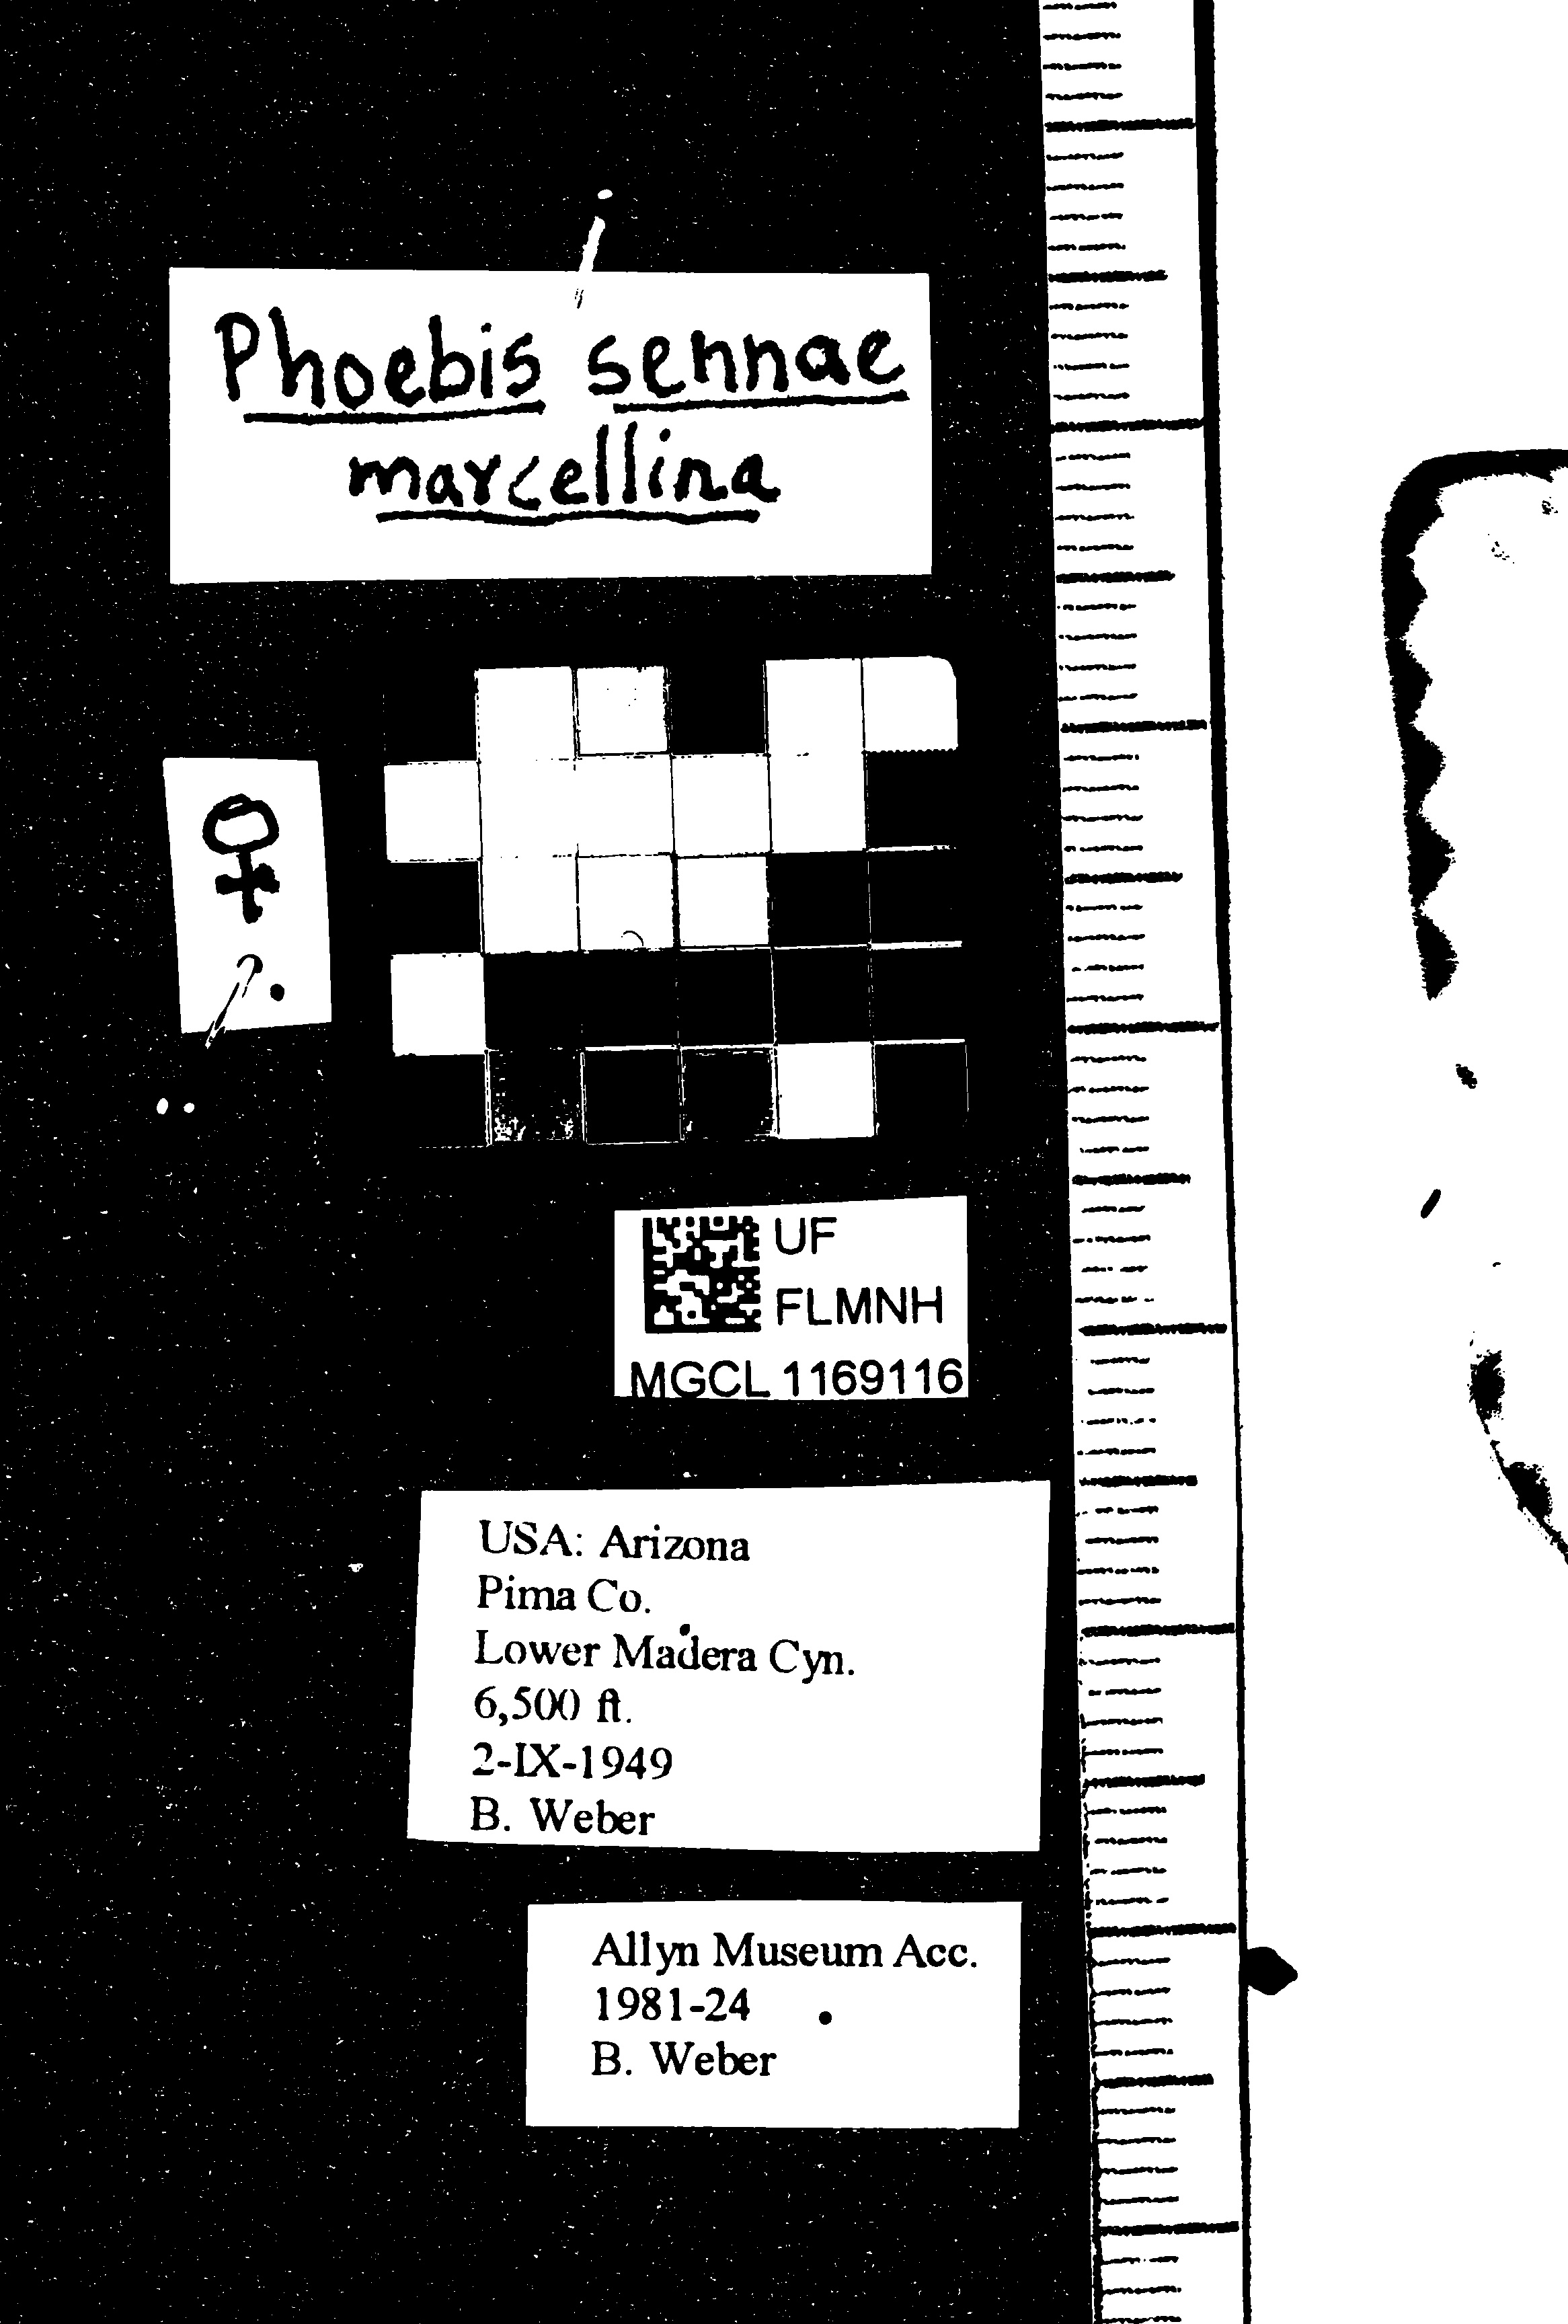 Phoebis sennae
marcellina
♀
?.
UF
FLMNH
MGCL 1169116
USA: Arizona
Pima Co.
Lower Madera Cyn.
6,500 ft.
2-IX-1949
B. Weber
Allyn Museum Acc.
1981-24
B. Weber